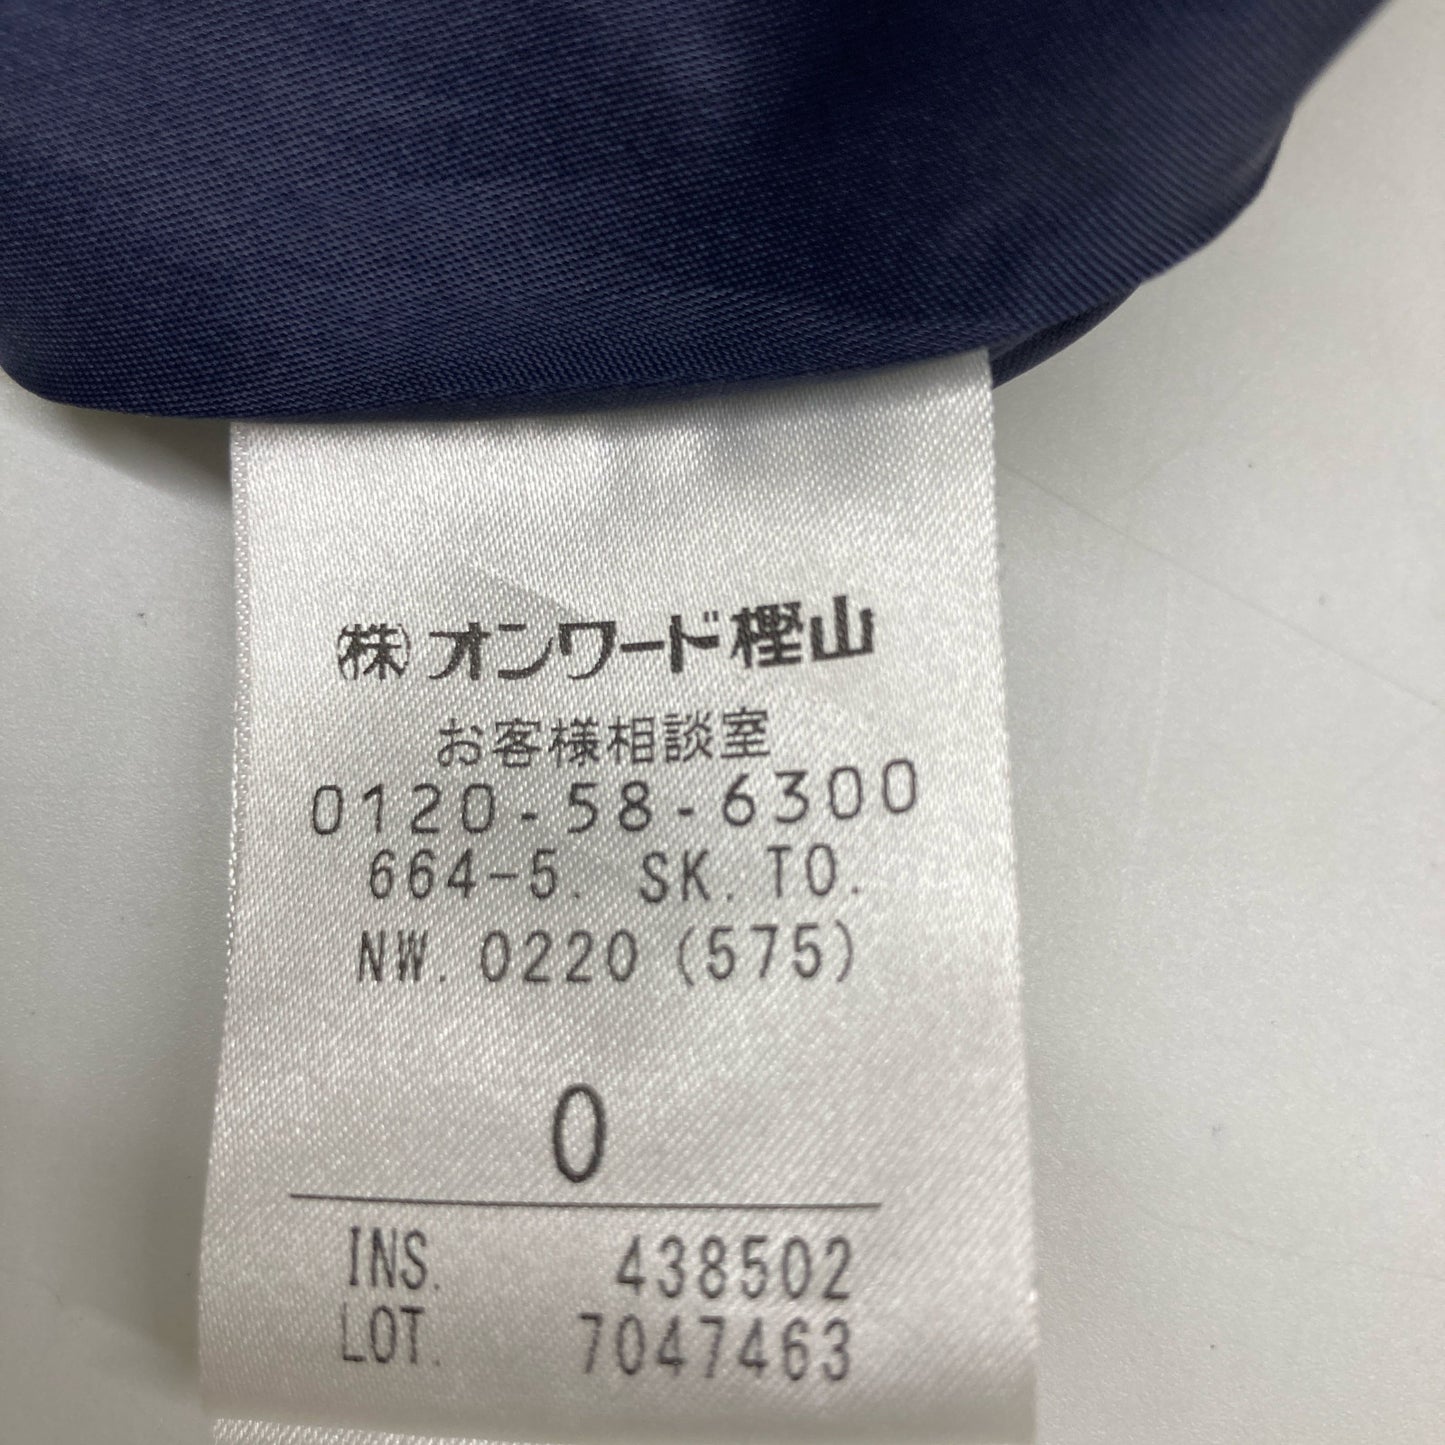 ㈱オンワード樫山
お客様相談室
0120-58-6300
664-5. SK. TO.
NW. 0220 (575)
0
INS. 438502
LOT. 7047463